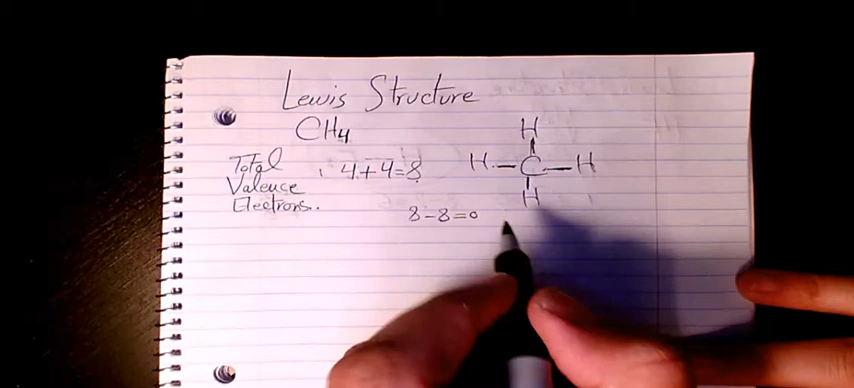 Lewis Structure
CH4
Total
Valence
Electrons.
: 4+4=8
8-8=0
H
H-C-H
H